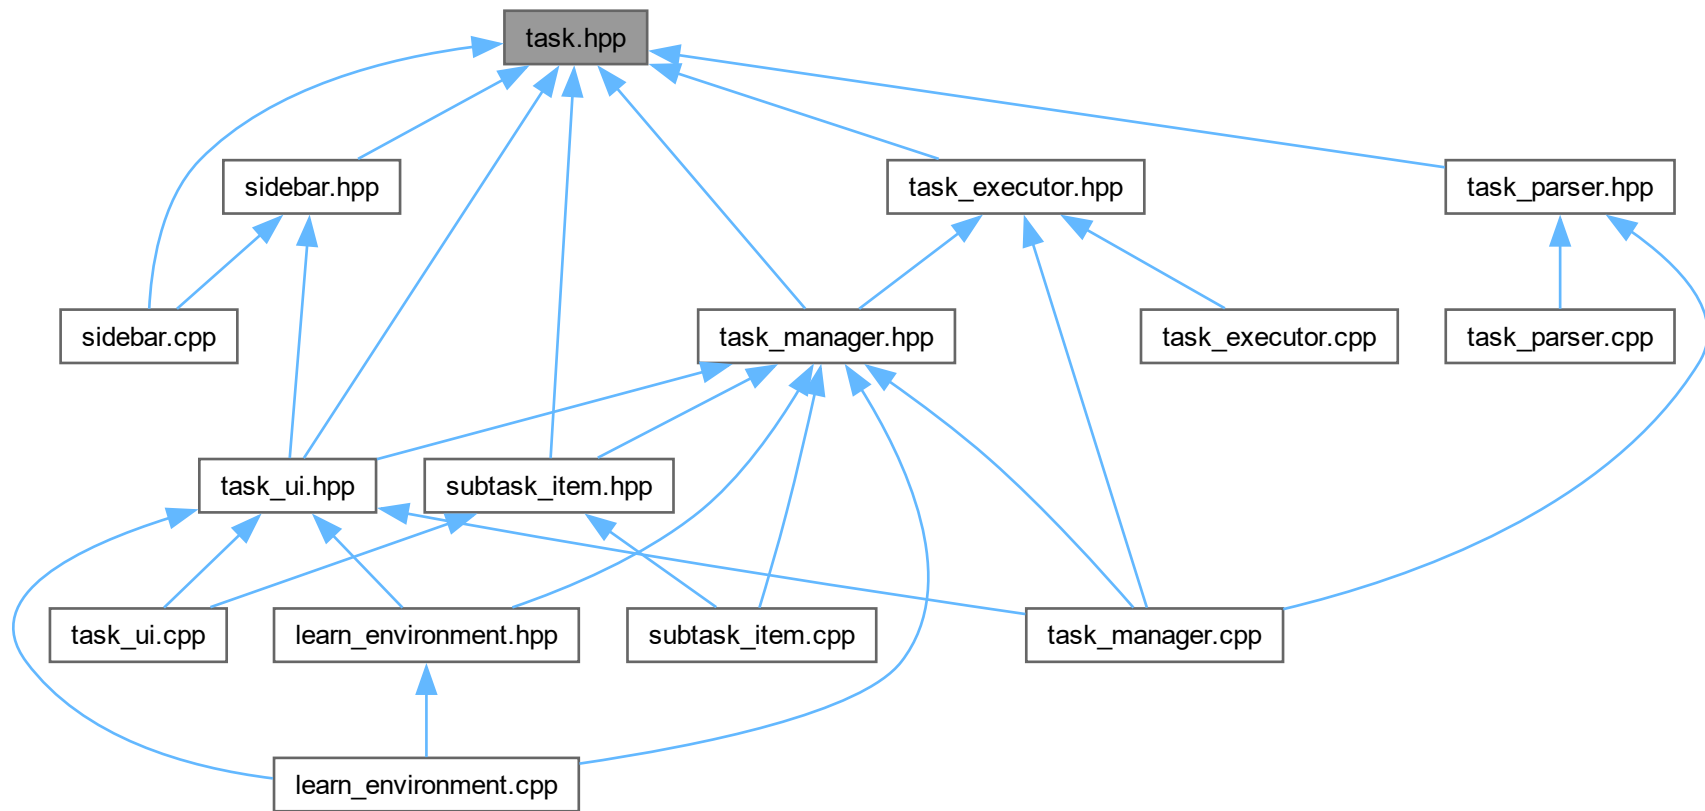 task.hpp
sidebar.hpp
task_executor.hpp
task_parser.hpp
sidebar.cpp
task_manager.hpp
task_executor.cpp
task_parser.cpp
task_ui.hpp
subtask_item.hpp
task_ui.cpp
learn_environment.hpp
subtask_item.cpp
task_manager.cpp
learn_environment.cpp